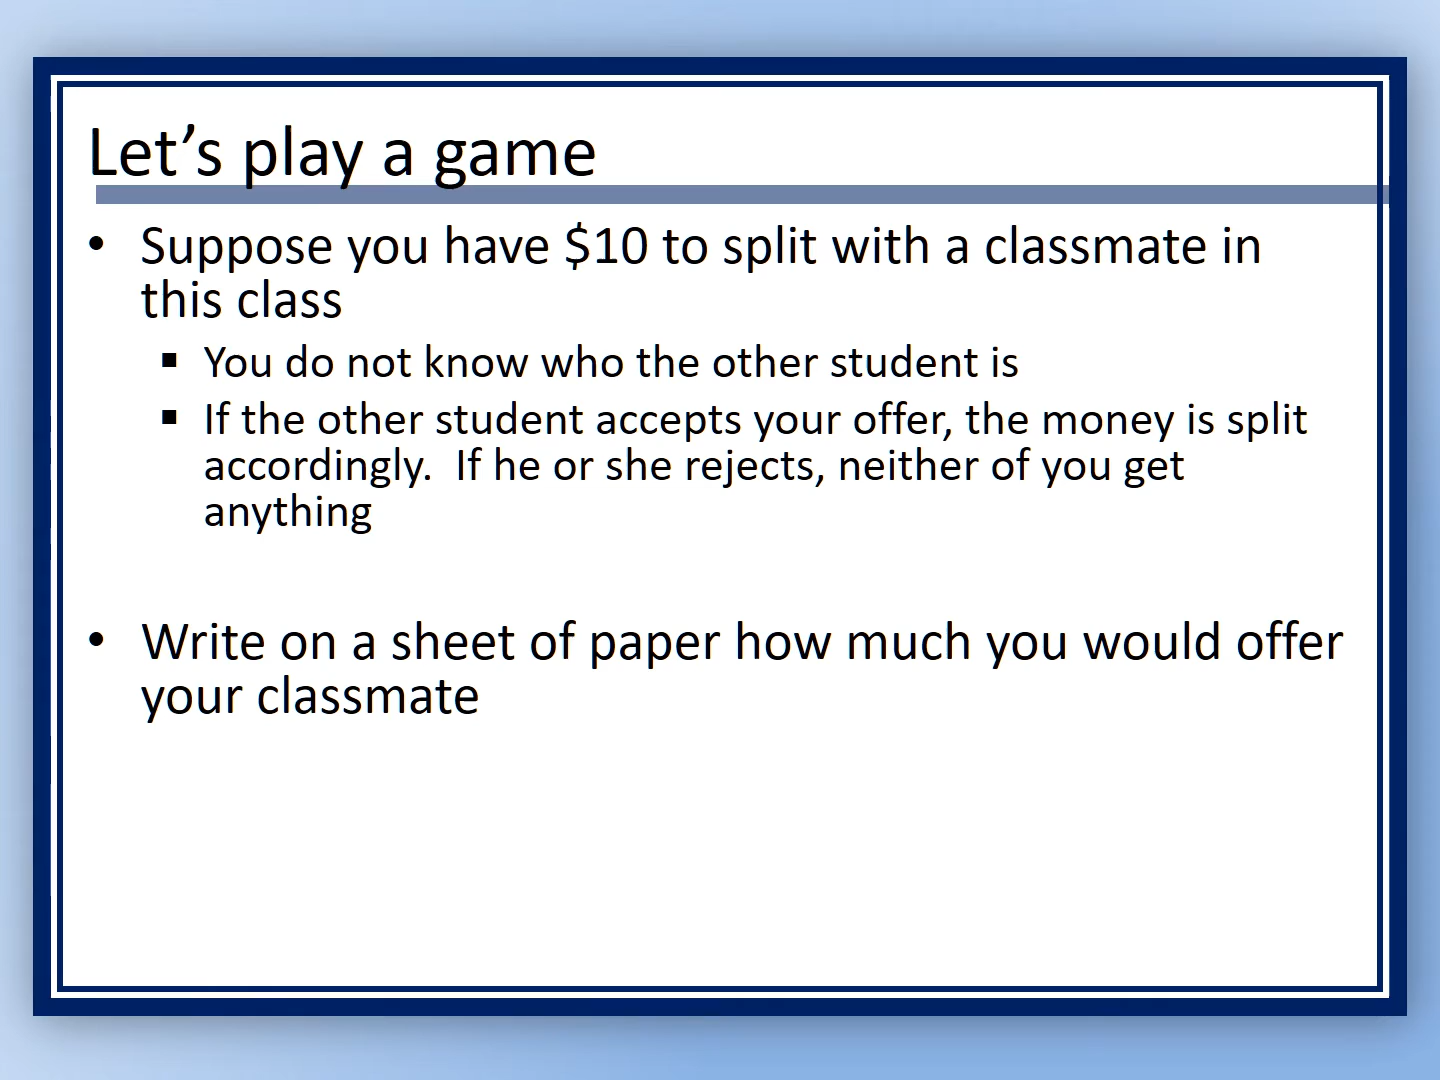 Let’s play a game
• Suppose you have $10 to split with a classmate in
this class
▪ You do not know who the other student is
▪ If the other student accepts your offer, the money is split
accordingly.  If he or she rejects, neither of you get
anything
• Write on a sheet of paper how much you would offer
your classmate